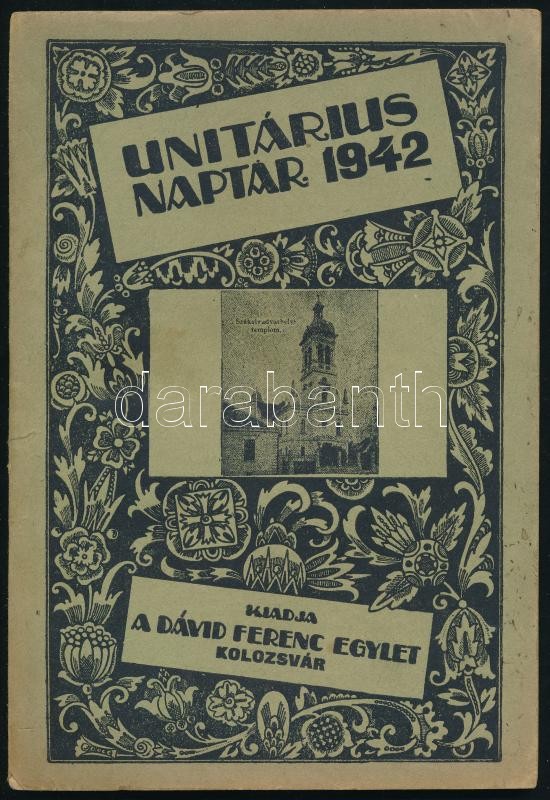 UNITÁRIUS
NAPTÁR 1942
Székelyudvarhelyi
templom.
darabanth
KIADJA
A DÁVID FERENC EGYLET
KOLOZSVÁR